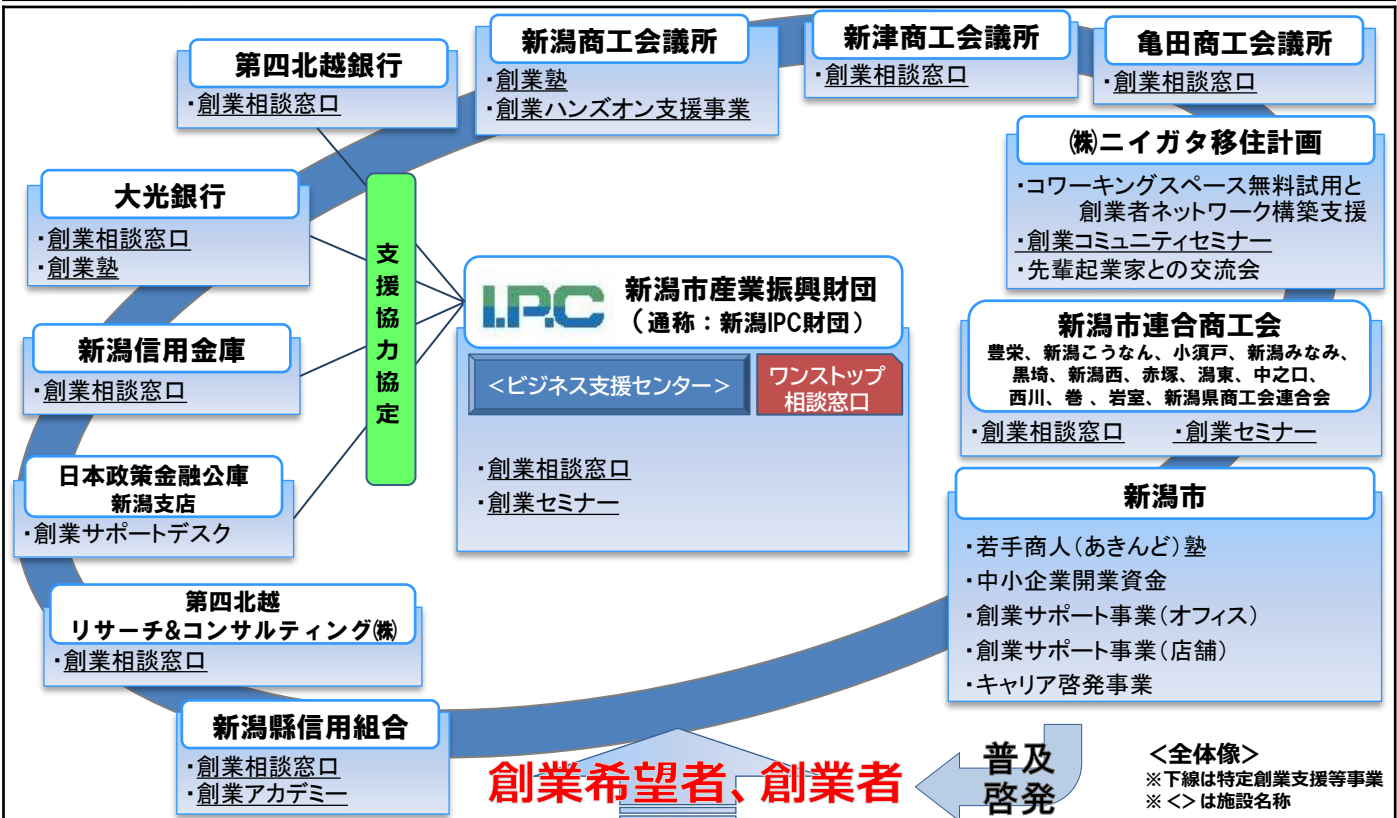 第四北越銀行
・創業相談窓口
新潟商工会議所
・創業塾
・創業ハンズオン支援事業
新津商工会議所
・創業相談窓口
亀田商工会議所
・創業相談窓口
㈱ニイガタ移住計画
・コワーキングスペース無料試用と
創業者ネットワーク構築支援
・創業コミュニティセミナー
・先輩起業家との交流会
大光銀行
・創業相談窓口
・創業塾
支援協力協定
I.P.C
新潟市産業振興財団
（通称：新潟IPC財団）
＜ビジネス支援センター＞
ワンストップ
相談窓口
・創業相談窓口
・創業セミナー
新潟市連合商工会
豊栄、新潟こうなん、小須戸、新潟みなみ、
黒埼、新潟西、赤塚、潟東、中之口、
西川、巻 、岩室、新潟県商工会連合会
・創業相談窓口 ・創業セミナー
新潟信用金庫
・創業相談窓口
日本政策金融公庫
新潟支店
・創業サポートデスク
新潟市
・若手商人（あきんど）塾
・中小企業開業資金
・創業サポート事業（オフィス）
・創業サポート事業（店舗）
・キャリア啓発事業
第四北越
リサーチ&コンサルティング㈱
・創業相談窓口
新潟縣信用組合
・創業相談窓口
・創業アカデミー
創業希望者、創業者
普及
啓発
＜全体像＞
※下線は特定創業支援等事業
※＜＞は施設名称